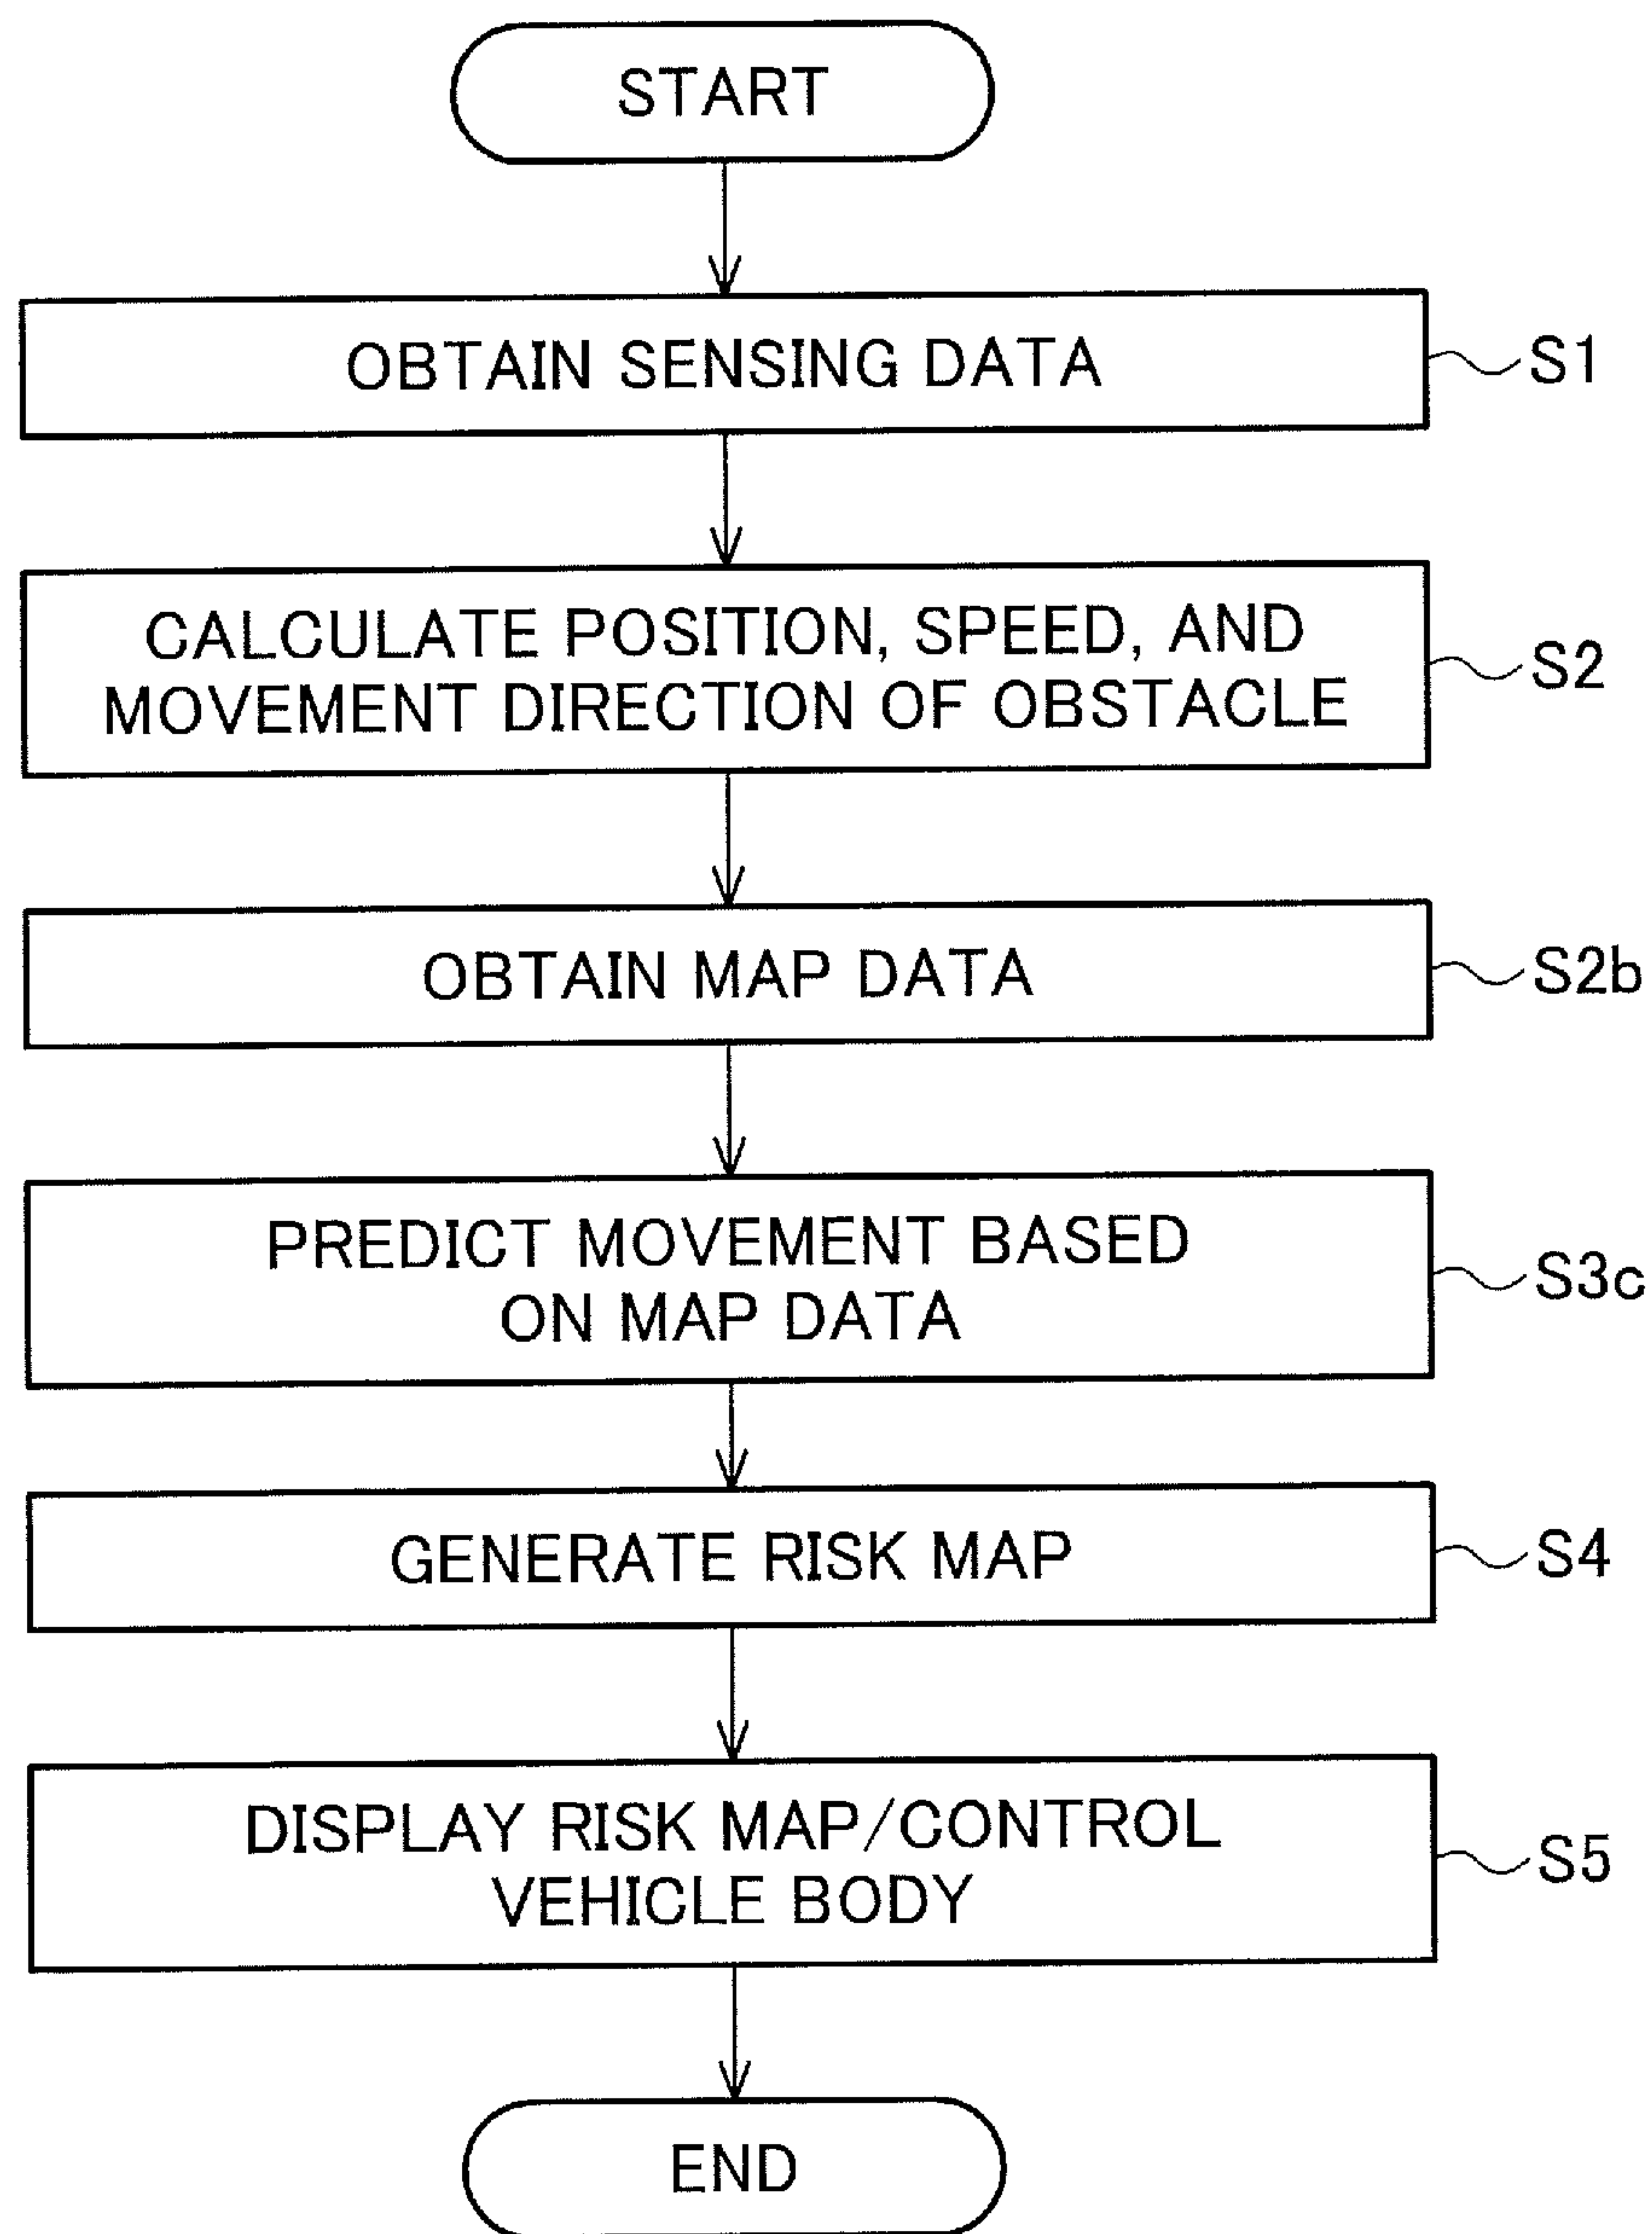 START
OBTAIN SENSING DATA
S1
CALCULATE POSITION, SPEED, AND
MOVEMENT DIRECTION OF OBSTACLE
S2
OBTAIN MAP DATA
S2b
PREDICT MOVEMENT BASED
ON MAP DATA
S3c
GENERATE RISK MAP
S4
DISPLAY RISK MAP/CONTROL
VEHICLE BODY
S5
END